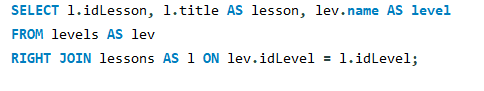 SELECT l.idLesson, l.title AS lesson, lev.name AS level
FROM levels AS lev
RIGHT JOIN lessons AS l ON lev.idLevel = l.idLevel;